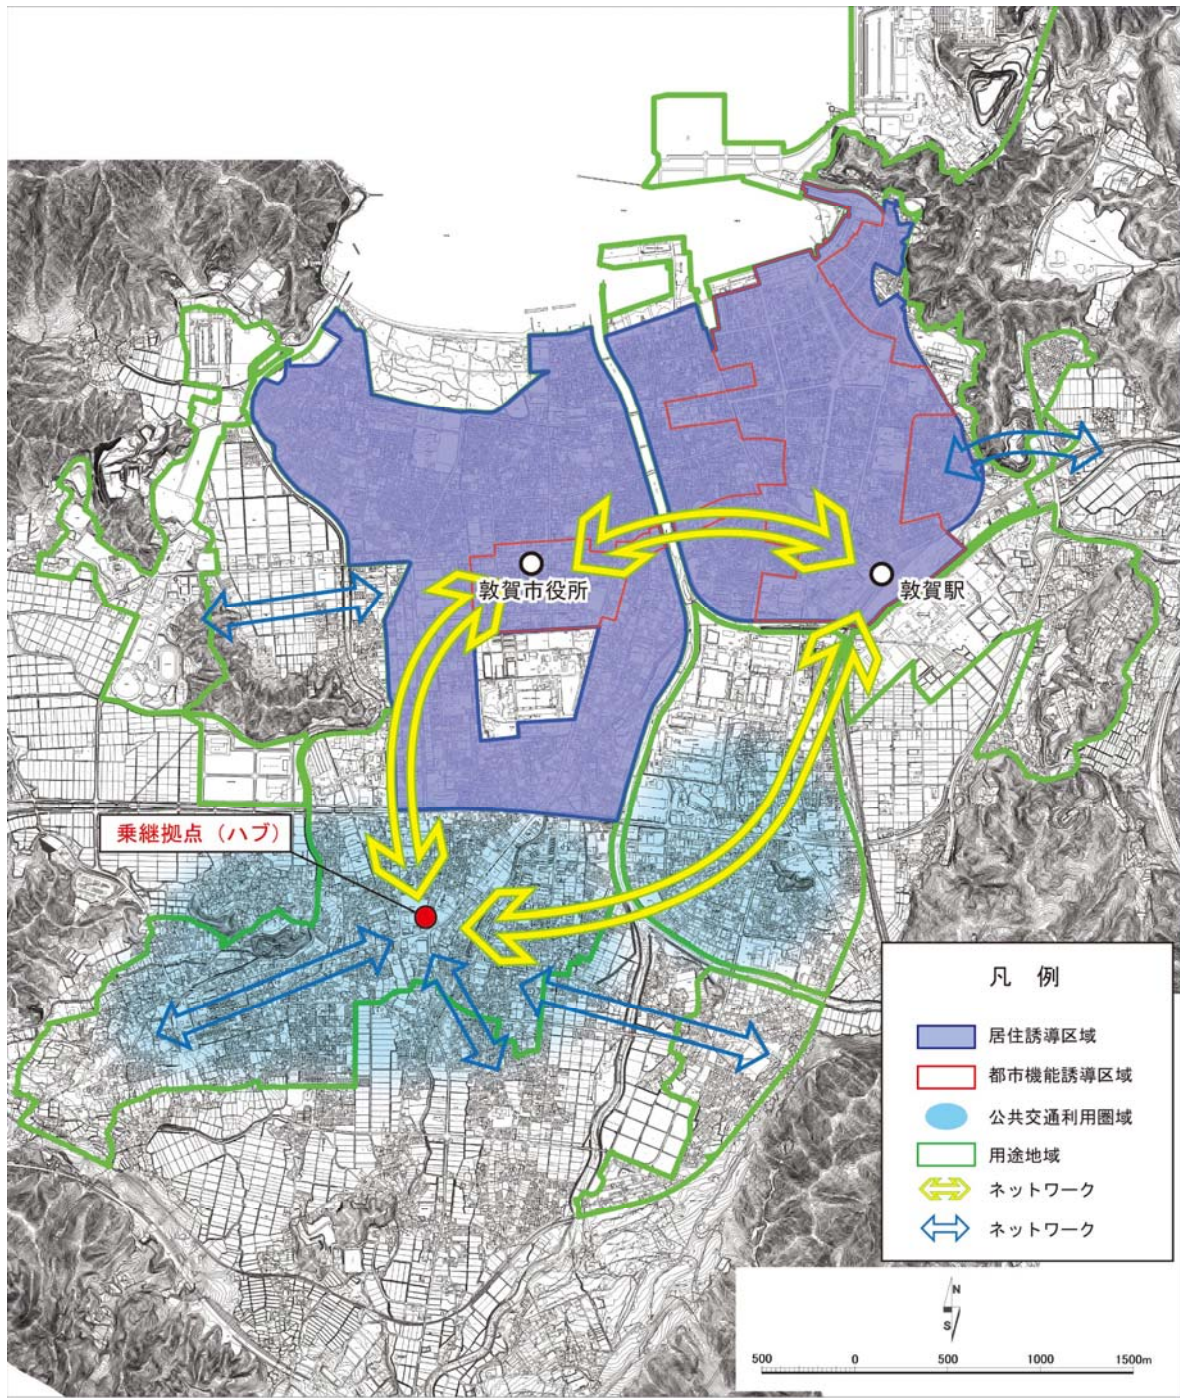 敦賀市役所
敦賀駅
乗継拠点（ハブ）
凡 例
居住誘導区域
都市機能誘導区域
公共交通利用圏域
用途地域
ネットワーク
ネットワーク
N
S
500 0 500 1000 1500m